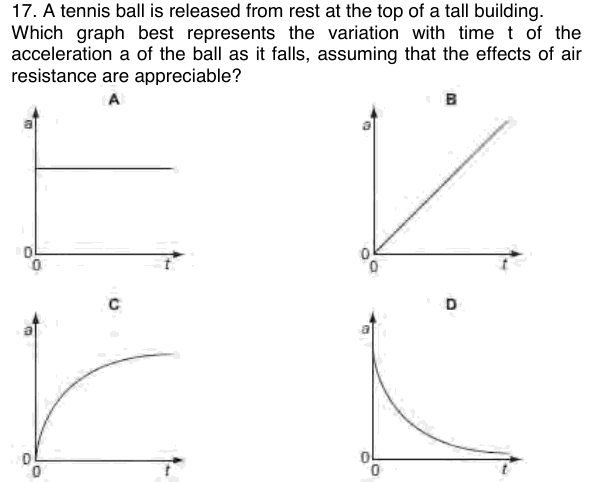 17. A tennis ball is released from rest at the top of a tall building.
Which graph best represents the variation with time t of the
acceleration a of the ball as it falls, assuming that the effects of air
resistance are appreciable?
A
B
a
a
0
0
0
t
0
t
C
D
a
a
0
0
0
t
0
t